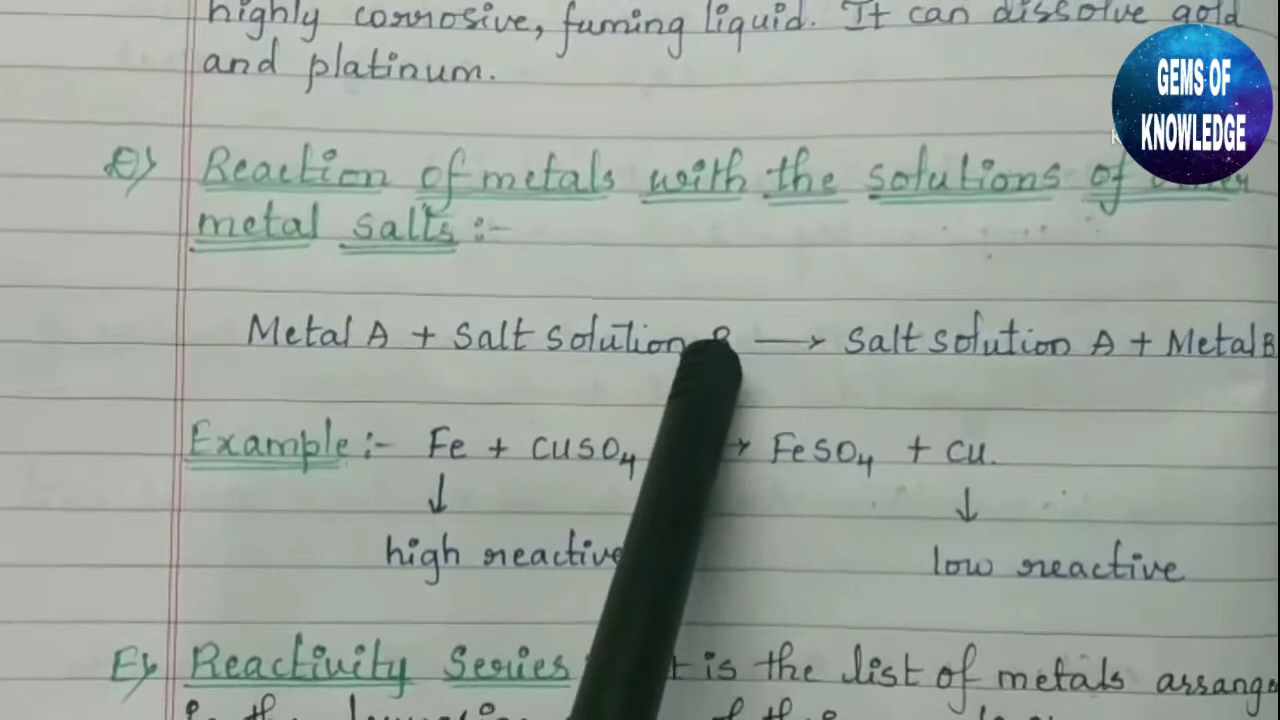 highly corrosive, fuming liquid. It can dissolve gold
and platinum.
GEMS OF
KNOWLEDGE
D) Reaction of metals with the solutions of other
metal salts :-
Metal A + Salt solution B → Salt solution A + Metal B
Example :- Fe + CuSO₄ → FeSO₄ + Cu.
↓ ↓
high reactive low reactive
E) Reactivity Series is the list of metals